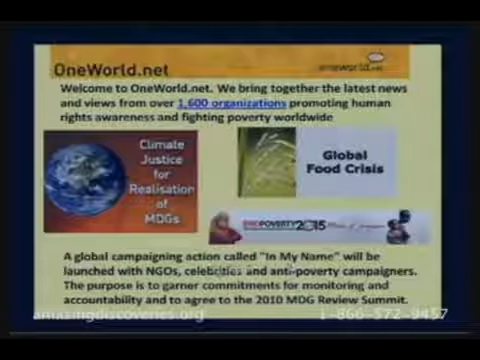 OneWorld.net
oneworld.net
Welcome to OneWorld.net. We bring together the latest news
and views from over 1,600 organizations promoting human
rights awareness and fighting poverty worldwide
Climate
Justice
for
Realisation
of
MDGs
Global
Food Crisis
ENDPOVERTY2015
A global campaigning action called "In My Name" will be
launched with NGOs, celebcities and anti-poverty campaigners.
The purpose is to garner commitments for monitoring and
accountability and to agree to the 2010 MDG Review Summit.
amazingdiscoveries.org
1-866-572-9457